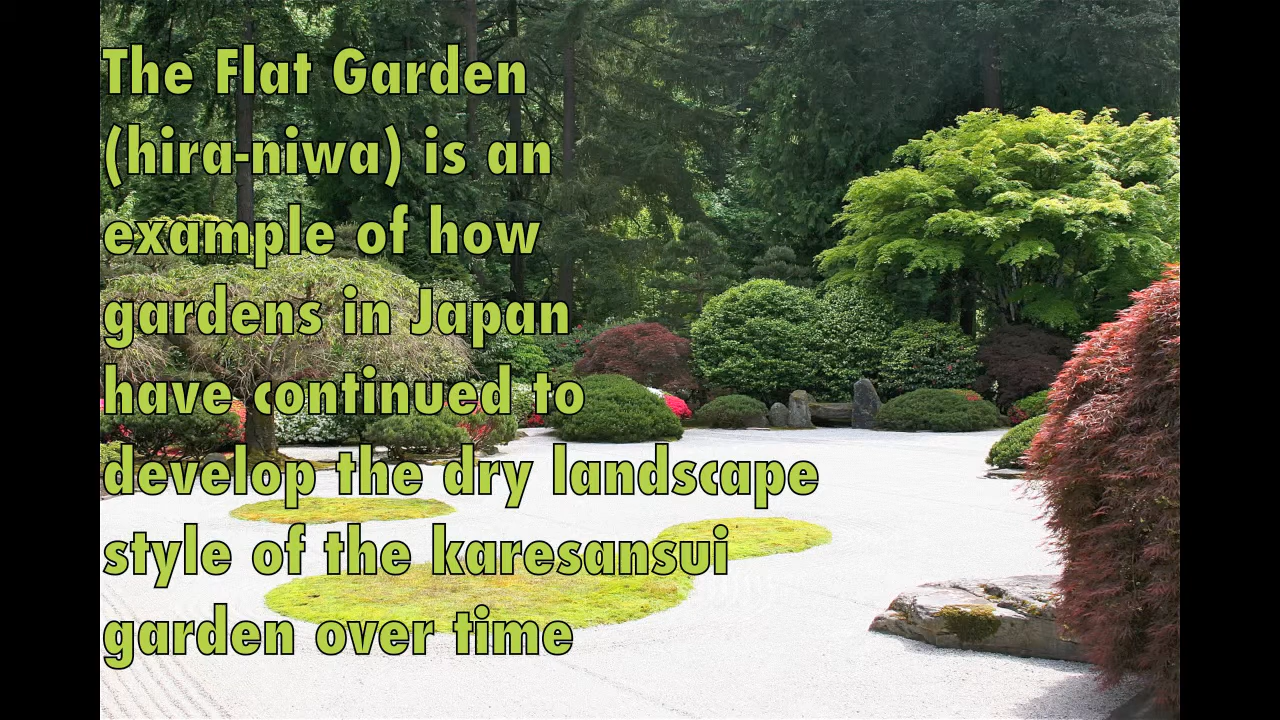 The Flat Garden
(hira-niwa) is an
example of how
gardens in Japan
have continued to
develop the dry landscape
style of the karesansui
garden over time